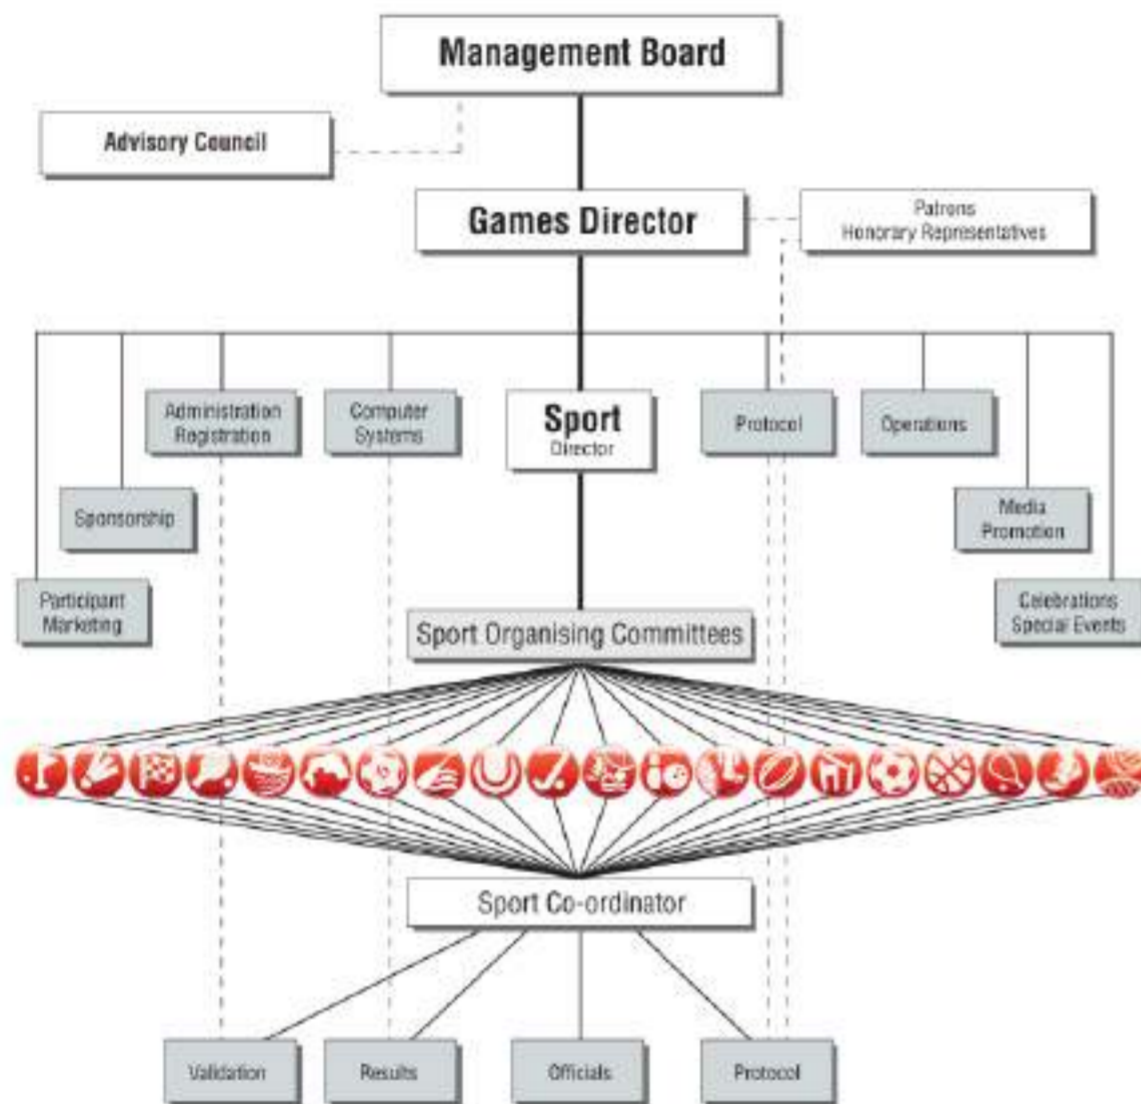 Management Board
Advisory Council
Games Director
Patrons
Honorary Representatives
Administration
Registration
Computer
Systems
Sport
Director
Protocol
Operations
Sponsorship
Media
Promotion
Participant
Marketing
Celebrations
Special Events
Sport Organising Committees
Sport Co-ordinator
Validation
Results
Officials
Protocol